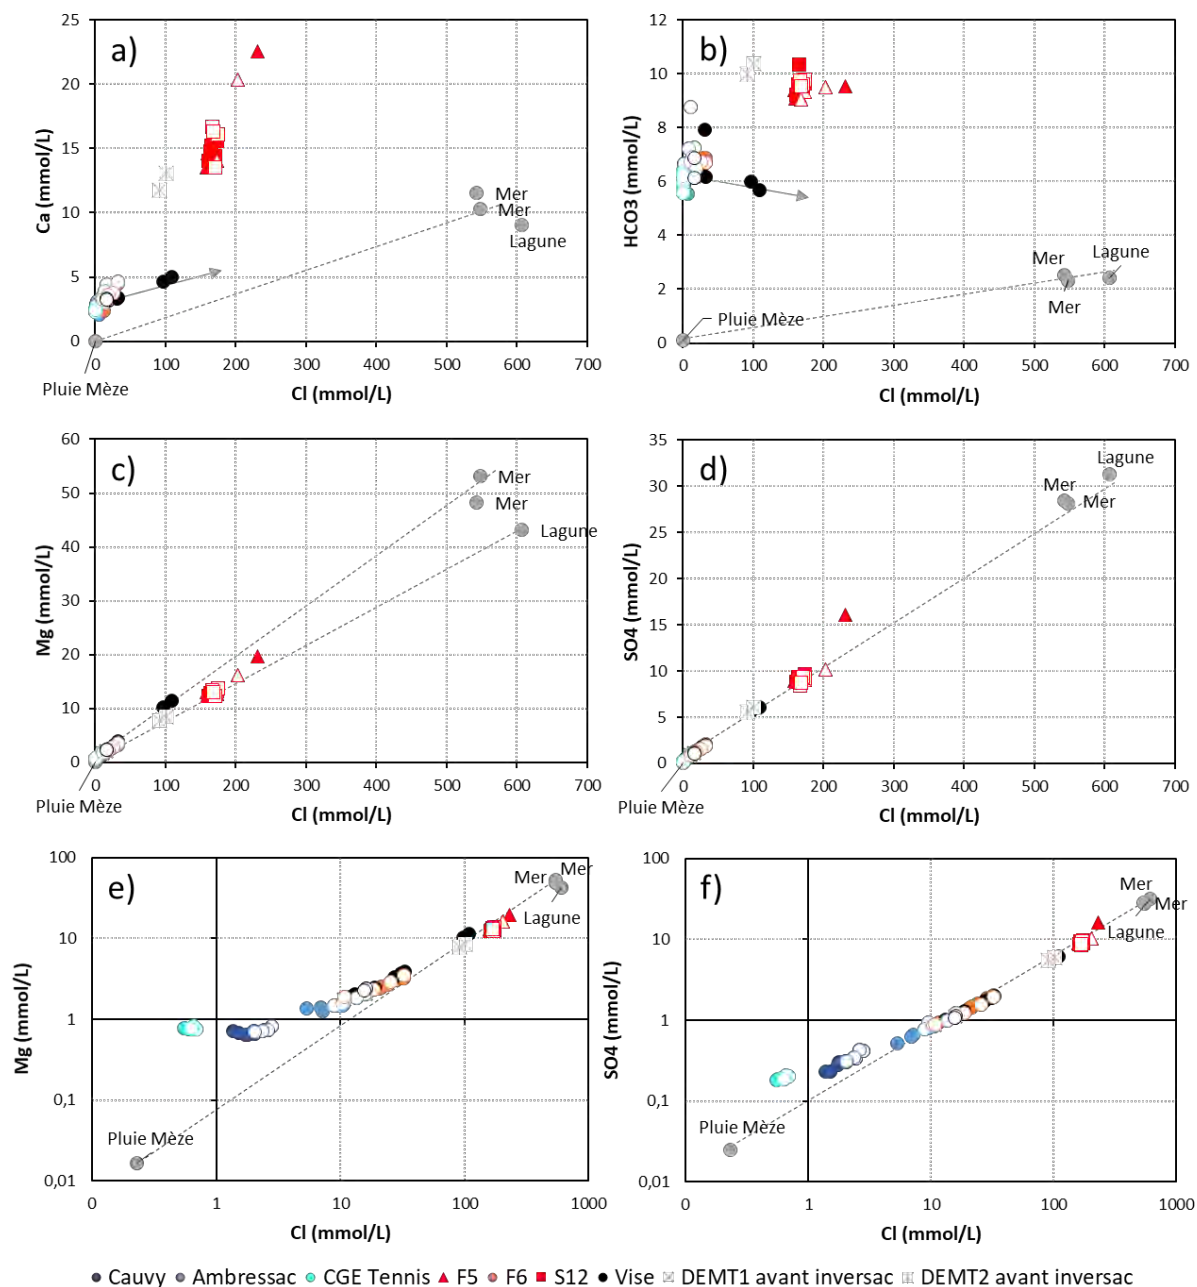 a)
25
20
15
10
5
0
Ca (mmol/L)
Mer
Mer
Lagune
0 100 200 300 400 500 600 700
Pluie Mèze
Cl (mmol/L)
b)
12
10
8
6
4
2
0
HCO3 (mmol/L)
Mer
Lagune
Mer
Pluie Mèze
0 100 200 300 400 500 600 700
Cl (mmol/L)
c)
60
50
40
30
20
10
0
Mg (mmol/L)
Mer
Mer
Lagune
0 100 200 300 400 500 600 700
Pluie Mèze
Cl (mmol/L)
d)
35
30
25
20
15
10
5
0
SO4 (mmol/L)
Lagune
Mer
Mer
0 100 200 300 400 500 600 700
Pluie Mèze
Cl (mmol/L)
e)
100
10
1
0,1
0,01
Mg (mmol/L)
Mer
Mer
Lagune
Pluie Mèze
0 1 10 100 1000
Cl (mmol/L)
f)
100
10
1
0,1
0,01
SO4 (mmol/L)
Mer
Mer
Lagune
Pluie Mèze
0 1 10 100 1000
Cl (mmol/L)
Cauvy Ambressac CGE Tennis F5 F6 S12 Vise DEMT1 avant inversac DEMT2 avant inversac